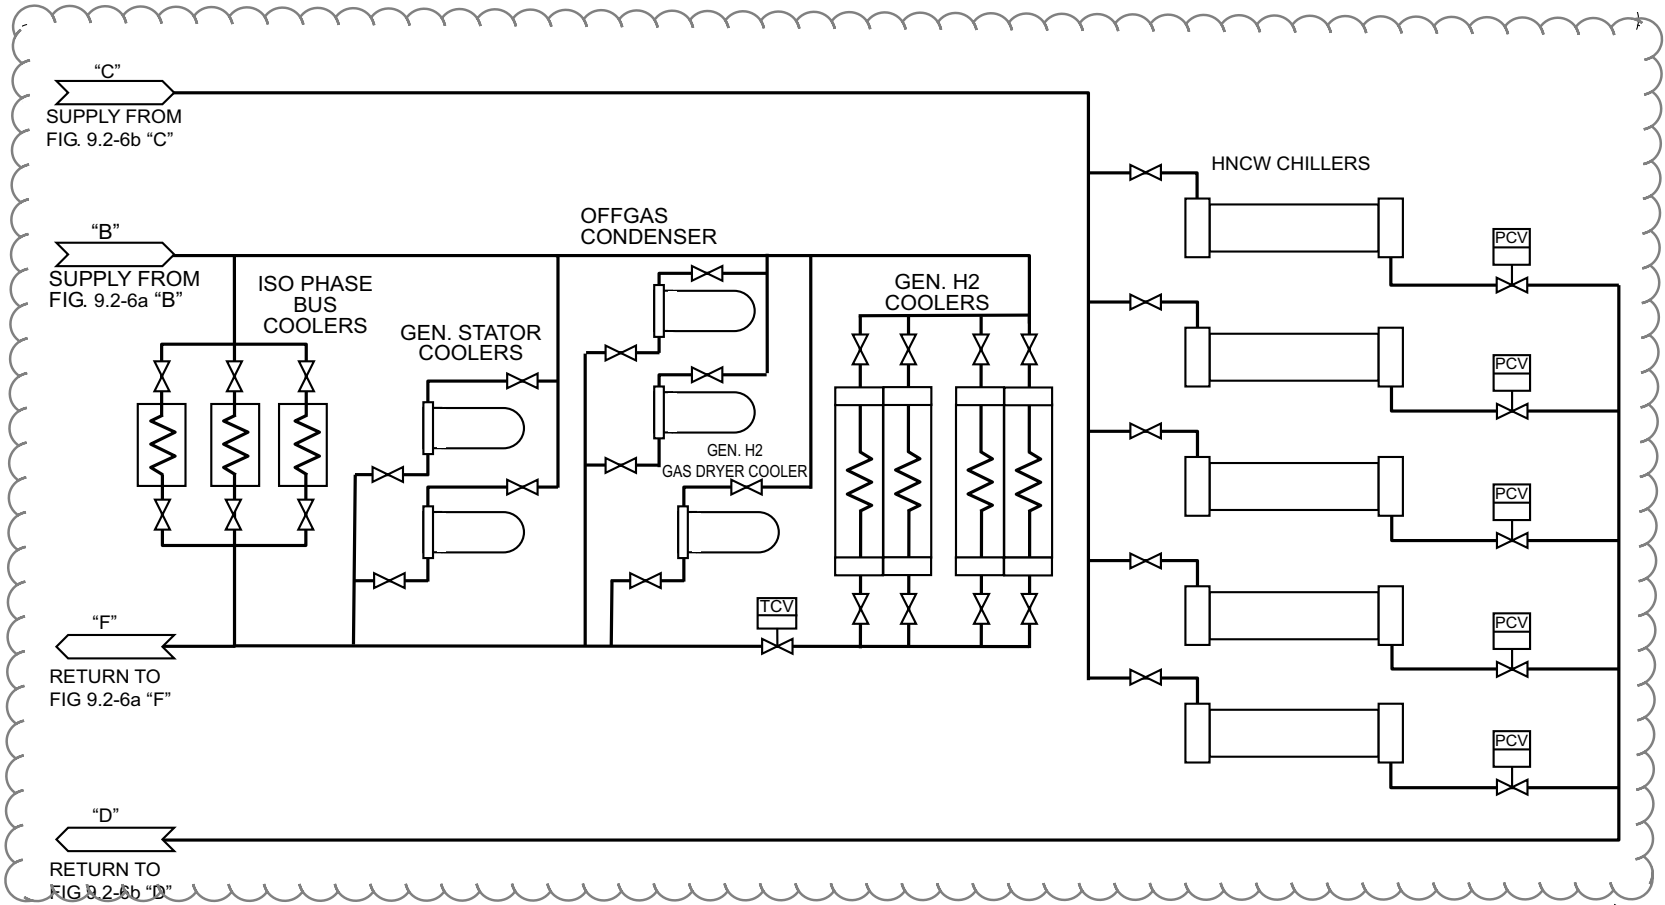 “C”
SUPPLY FROM
FIG. 9.2-6b “C”
HNCW CHILLERS
“B”
SUPPLY FROM
FIG. 9.2-6a “B”
OFFGAS
CONDENSER
PCV
ISO PHASE
BUS
COOLERS
GEN. H2
COOLERS
GEN. STATOR
COOLERS
PCV
GEN. H2
GAS DRYER COOLER
PCV
TCV
“F”
PCV
RETURN TO
FIG 9.2-6a “F”
PCV
“D”
RETURN TO
FIG 9.2-6b “D”